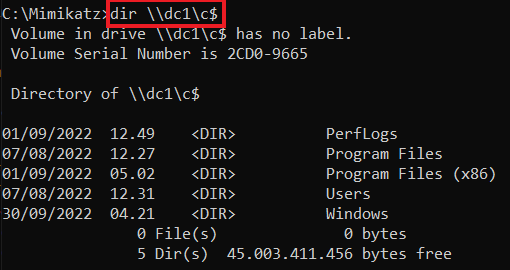 C:\Mimikatz>dir \\dc1\c$
Volume in drive \\dc1\c$ has no label.
Volume Serial Number is 2CD0-9665
Directory of \\dc1\c$
01/09/2022  12.49    <DIR>          PerfLogs
07/08/2022  12.27    <DIR>          Program Files
01/09/2022  05.02    <DIR>          Program Files (x86)
07/08/2022  12.31    <DIR>          Users
30/09/2022  04.21    <DIR>          Windows
0 File(s)              0 bytes
5 Dir(s)  45.003.411.456 bytes free